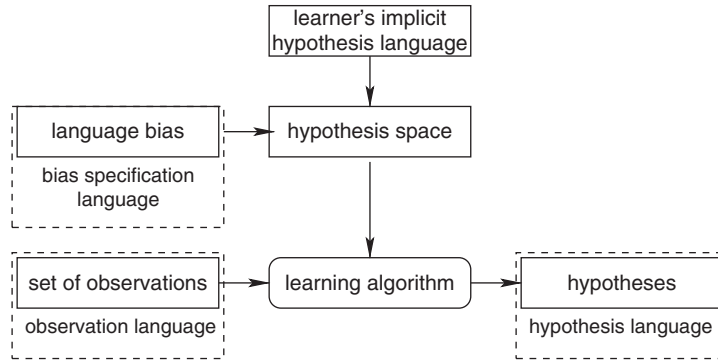 learner's implicit
hypothesis language
language bias
hypothesis space
bias specification
language
set of observations
learning algorithm
hypotheses
observation language
hypothesis language